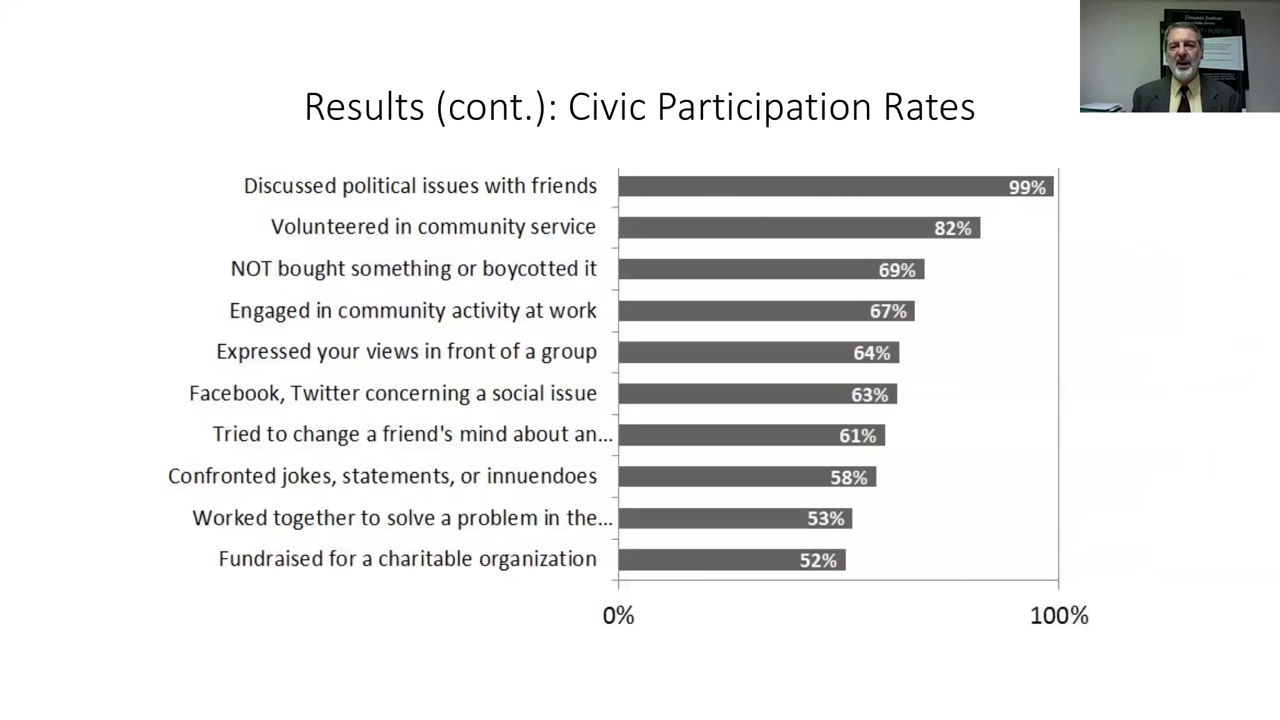 Results (cont.): Civic Participation Rates
Discussed political issues with friends
99%
Volunteered in community service
82%
NOT bought something or boycotted it
69%
Engaged in community activity at work
67%
Expressed your views in front of a group
64%
Facebook, Twitter concerning a social issue
63%
Tried to change a friend's mind about an...
61%
Confronted jokes, statements, or innuendoes
58%
Worked together to solve a problem in the...
53%
Fundraised for a charitable organization
52%
0%
100%
Feinstein Institute